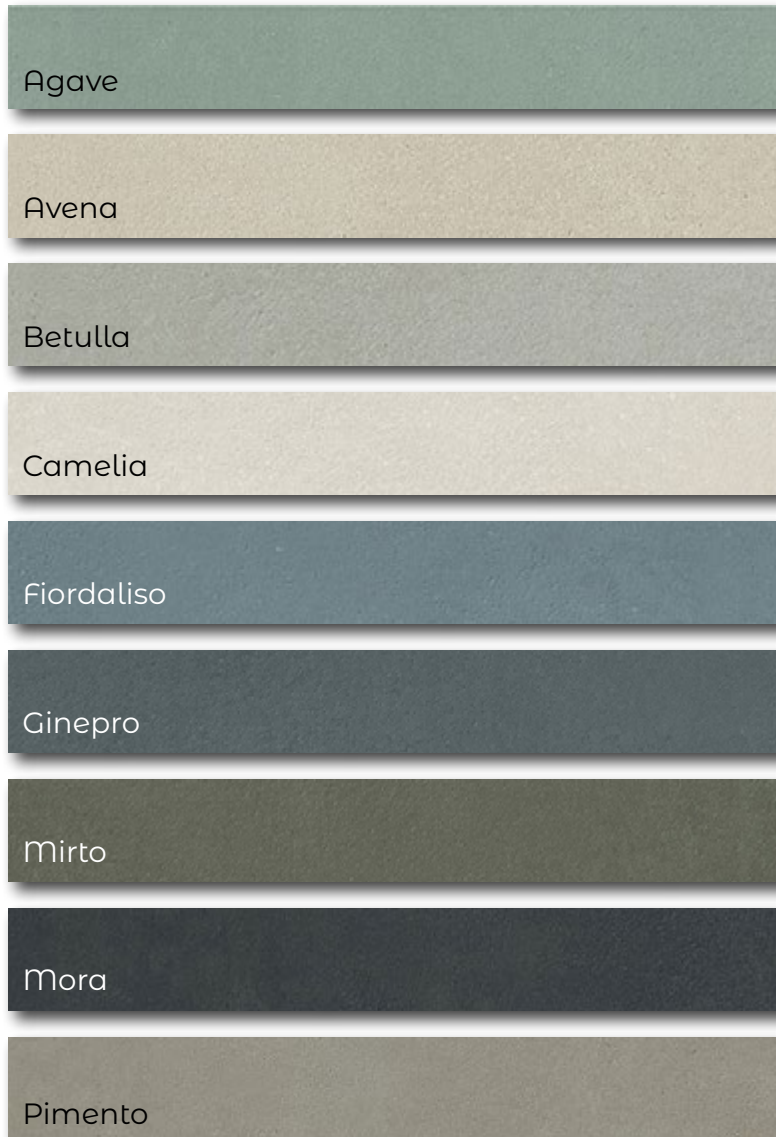 Agave
Avena
Betulla
Camelia
Fiordaliso
Ginepro
Mirto
Mora
Pimento